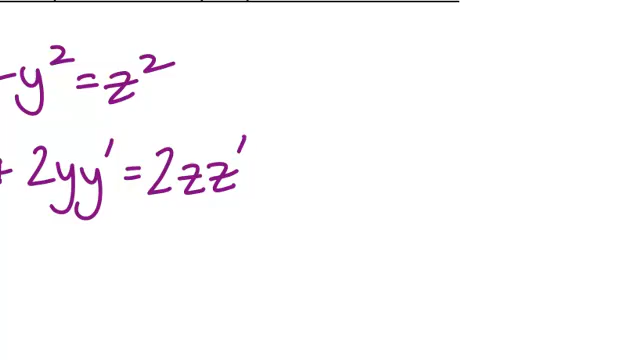 y² = z²
+ 2yy' = 2zz'